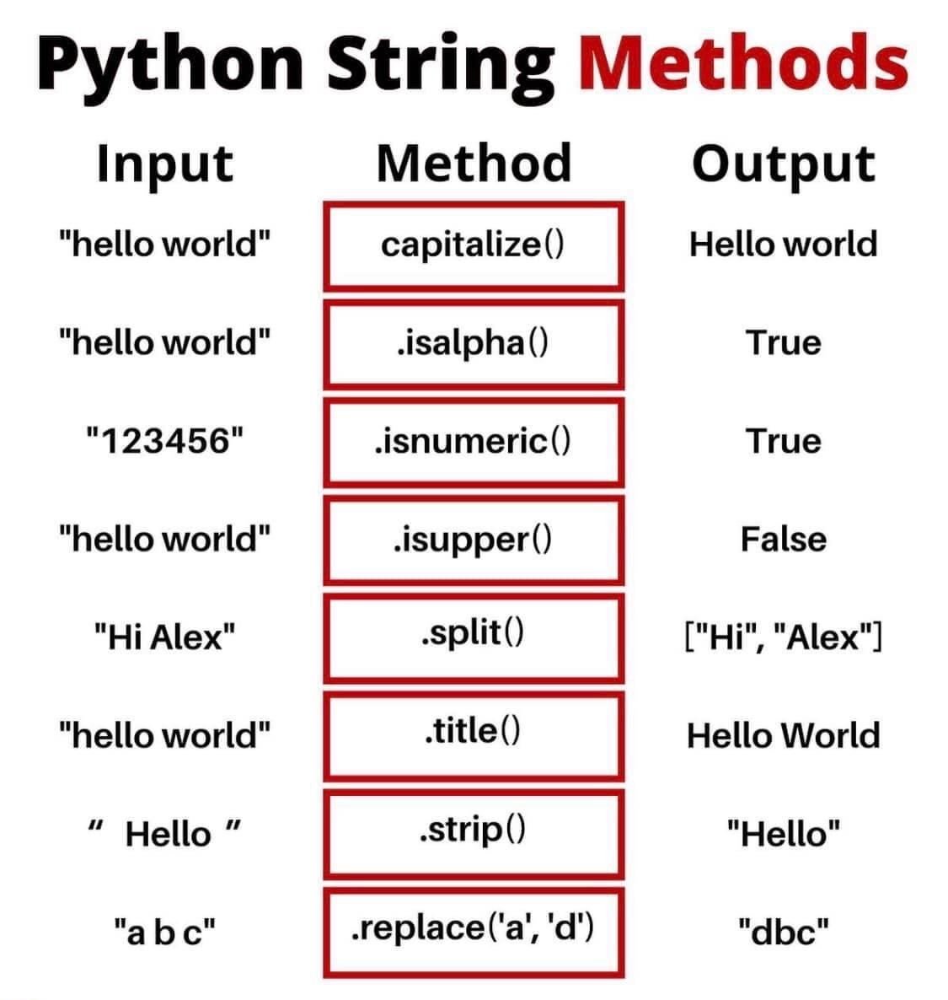 Python String Methods
Input Method Output
"hello world" capitalize() Hello world
"hello world" .isalpha() True
"123456" .isnumeric() True
"hello world" .isupper() False
"Hi Alex" .split() ["Hi", "Alex"]
"hello world" .title() Hello World
“ Hello ” .strip() "Hello"
"a b c" .replace('a', 'd') "dbc"